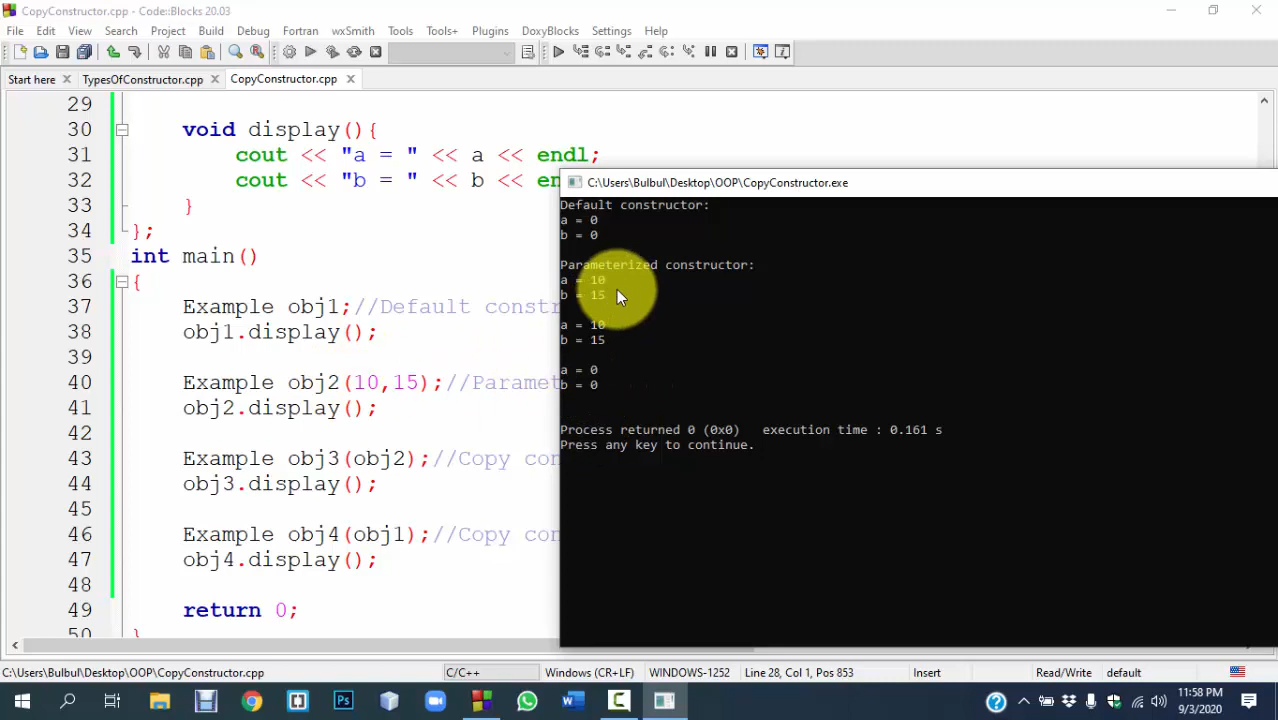 CopyConstructor.cpp - Code::Blocks 20.03
File Edit View Search Project Build Debug Fortran wxSmith Tools Tools+ Plugins DoxyBlocks Settings Help
Start here TypesOfConstructor.cpp CopyConstructor.cpp
29
30 void display(){
31 cout << "a = " << a << endl;
32 cout << "b = " << b << en
33 }
34 };
35 int main()
36 {
37 Example obj1;//Default constr
38 obj1.display();
39
40 Example obj2(10,15);//Paramet
41 obj2.display();
42
43 Example obj3(obj2);//Copy con
44 obj3.display();
45
46 Example obj4(obj1);//Copy con
47 obj4.display();
48
49 return 0;
50 }
C:\Users\Bulbul\Desktop\OOP\CopyConstructor.exe
Default constructor:
a = 0
b = 0
Parameterized constructor:
a = 10
b = 15
a = 10
b = 15
a = 0
b = 0
Process returned 0 (0x0) execution time : 0.161 s
Press any key to continue.
C:\Users\Bulbul\Desktop\OOP\CopyConstructor.cpp C/C++ Windows (CR+LF) WINDOWS-1252 Line 28, Col 1, Pos 853 Insert Read/Write default
11:58 PM
9/3/2020